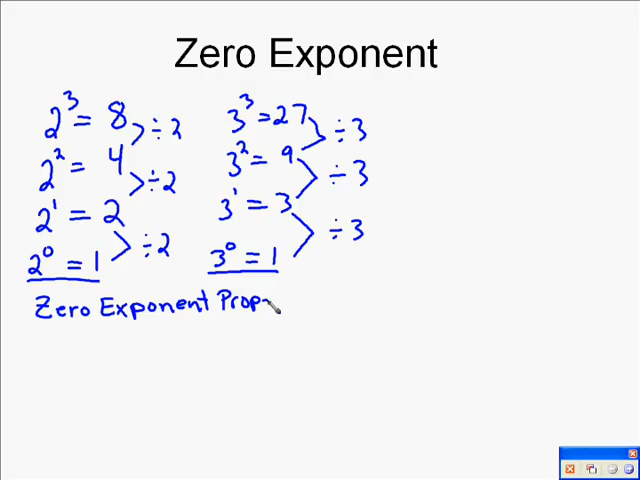 Zero Exponent
2³ = 8 3³ = 27
÷2 ÷3
2² = 4 3² = 9
÷2 ÷3
2¹ = 2 3¹ = 3
÷2 ÷3
2⁰ = 1 3⁰ = 1
Zero Exponent Prop